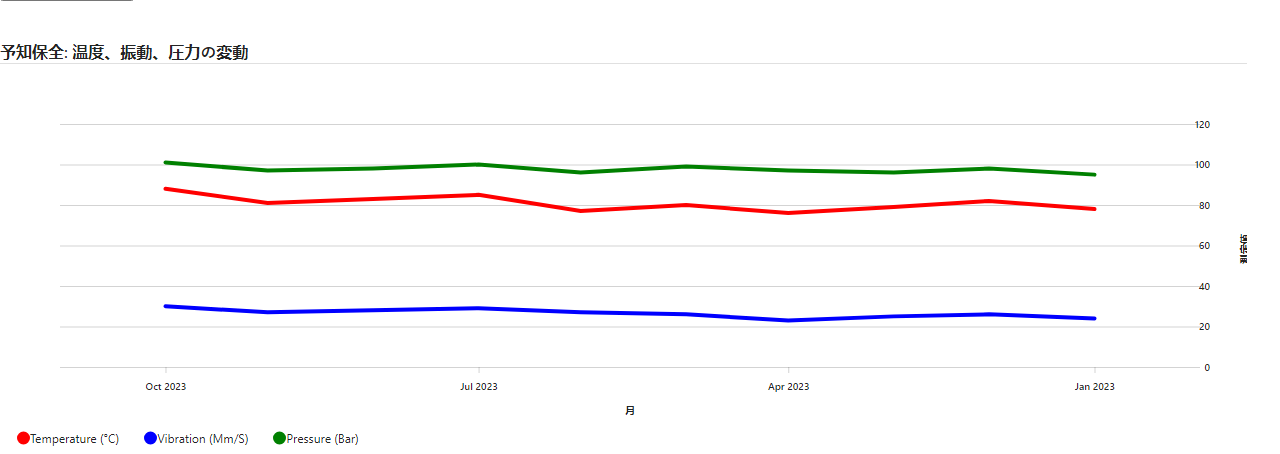 予知保全: 温度、振動、圧力の変動
120
100
80
60
40
20
0
Oct 2023
Jul 2023
Apr 2023
Jan 2023
月
Temperature (°C)
Vibration (Mm/S)
Pressure (Bar)